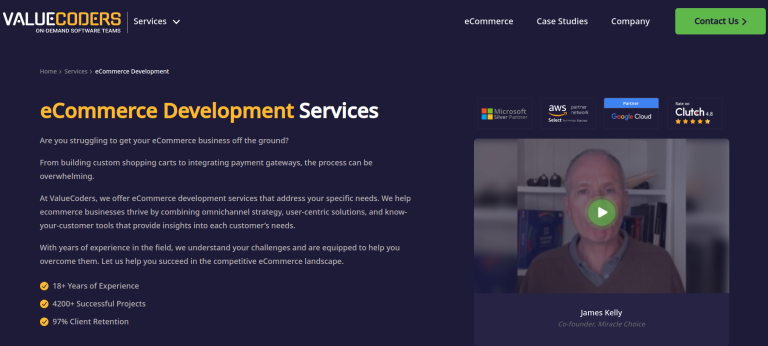 VALUECODERS
ON-DEMAND SOFTWARE TEAMS
Services
eCommerce
Case Studies
Company
Contact Us
Home > Services > eCommerce Development
eCommerce Development Services
Are you struggling to get your eCommerce business off the ground?
From building custom shopping carts to integrating payment gateways, the process can be
overwhelming.
At ValueCoders, we offer eCommerce development services that address your specific needs. We help
ecommerce businesses thrive by combining omnichannel strategy, user-centric solutions, and know-
your-customer tools that provide insights into each customer's needs.
With years of experience in the field, we understand your challenges and are equipped to help you
overcome them. Let us help you succeed in the competitive eCommerce landscape.
18+ Years of Experience
4200+ Successful Projects
97% Client Retention
Microsoft
Silver Partner
aws partner
network
Select
Partner
Google Cloud
Clutch 4.8
James Kelly
Co-founder, Miracle Choice